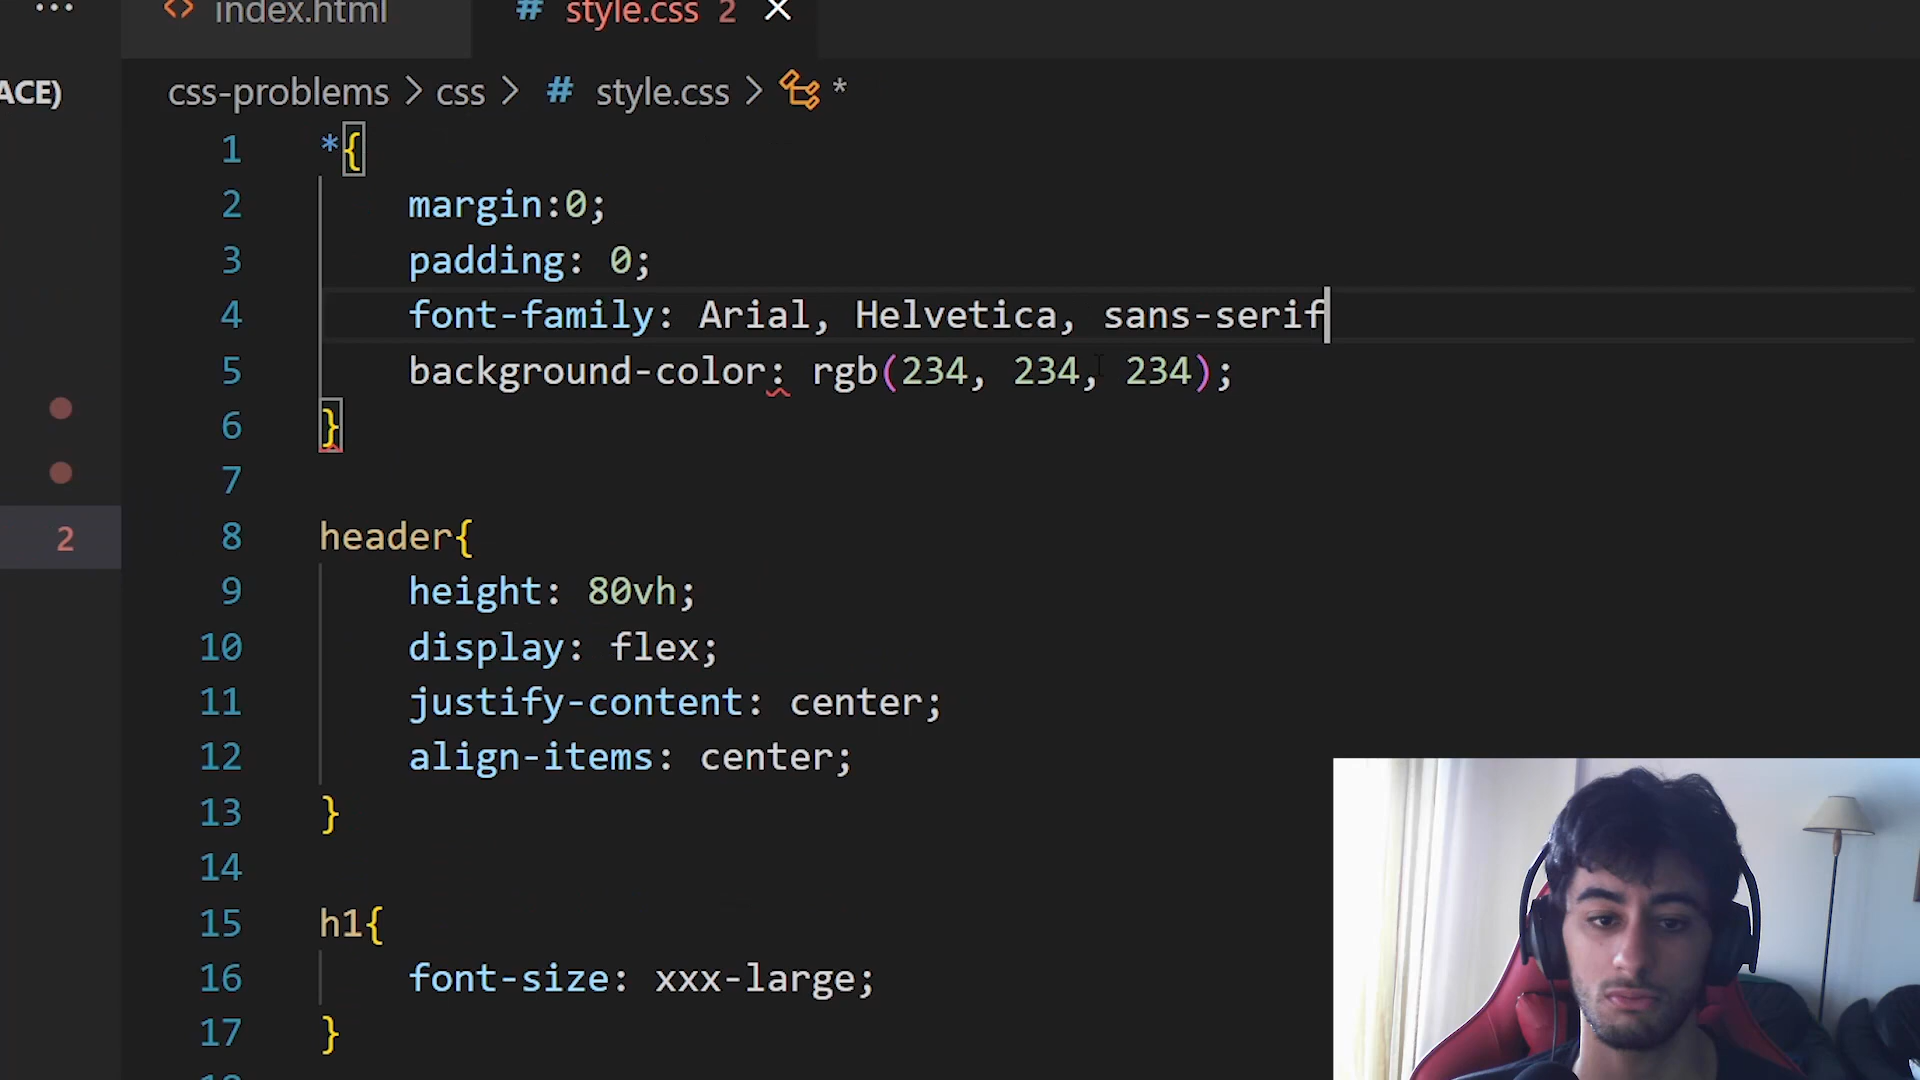 ··· index.html # style.css 2 ×
ACE) css-problems > css > # style.css > *
1 *{
2 margin:0;
3 padding: 0;
4 font-family: Arial, Helvetica, sans-serif
5 background-color: rgb(234, 234, 234);
6 }
7
2 8 header{
9 height: 80vh;
10 display: flex;
11 justify-content: center;
12 align-items: center;
13 }
14
15 h1{
16 font-size: xxx-large;
17 }